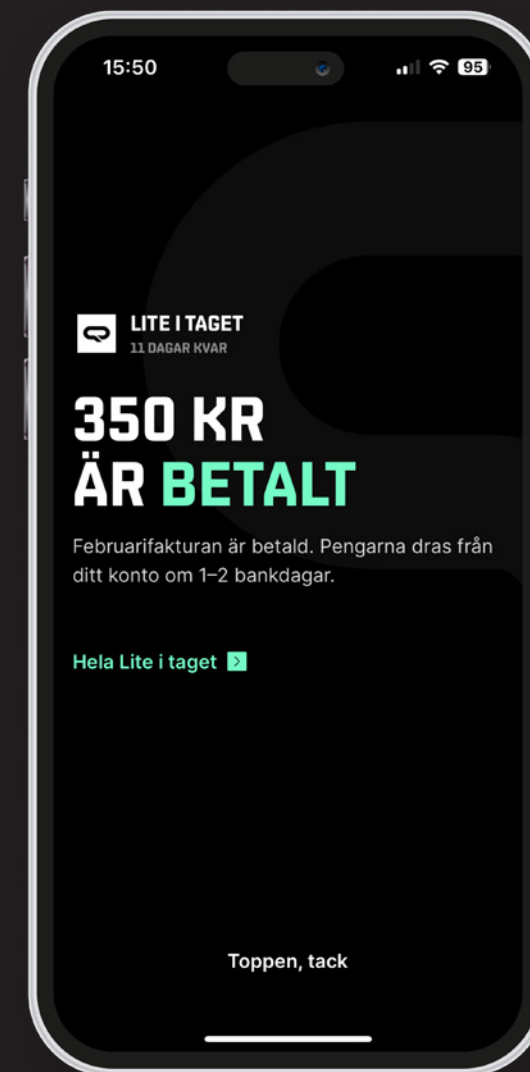 15:50
95
LITE I TAGET
11 DAGAR KVAR
350 KR
ÄR BETALT
Februarifakturan är betald. Pengarna dras från
ditt konto om 1–2 bankdagar.
Hela Lite i taget
Toppen, tack